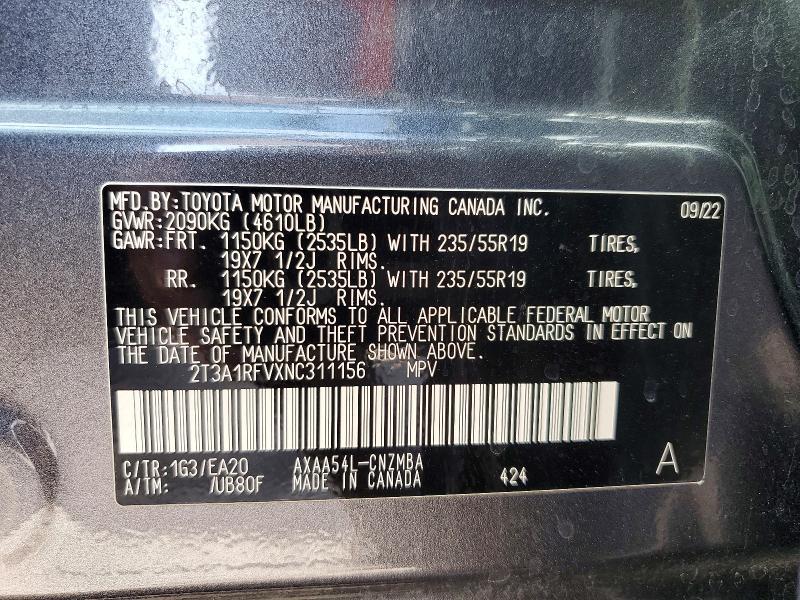 MFD.BY:TOYOTA MOTOR MANUFACTURING CANADA INC. 09/22
GVWR:2090KG (4610LB)
GAWR:FRT. 1150KG (2535LB) WITH 235/55R19 TIRES,
19X7 1/2J RIMS.
RR. 1150KG (2535LB) WITH 235/55R19 TIRES,
19X7 1/2J RIMS.
THIS VEHICLE CONFORMS TO ALL APPLICABLE FEDERAL MOTOR
VEHICLE SAFETY AND THEFT PREVENTION STANDARDS IN EFFECT ON
THE DATE OF MANUFACTURE SHOWN ABOVE.
2T3A1RFVXNC311156 MPV
C/TR:1G3/EA20 AXAA54L-CNZMBA A
A/TM: /UB80F MADE IN CANADA 424